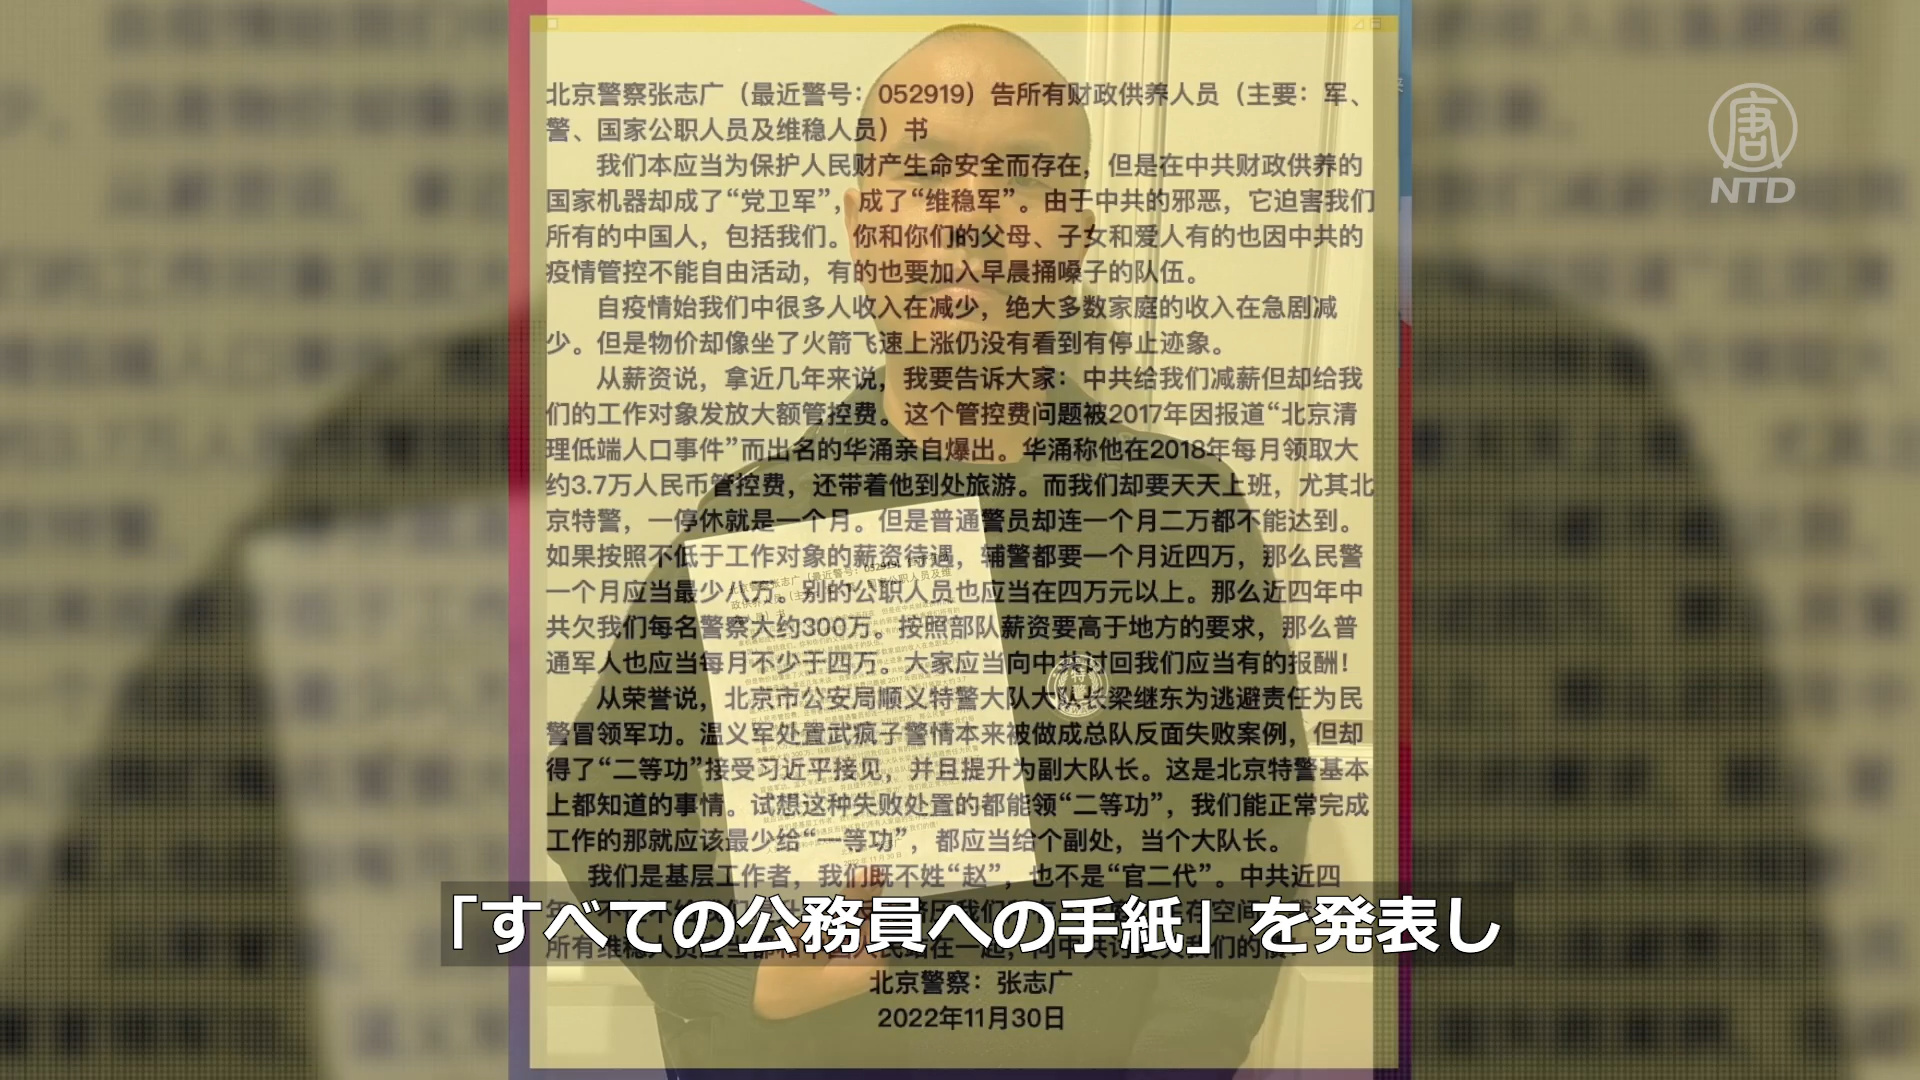 唐
NTD
北京警察张志广（最近警号：052919）告所有财政供养人员（主要：军、
警、国家公职人员及维稳人员）书
我们本应当为保护人民财产生命安全而存在，但是在中共财政供养的
国家机器却成了“党卫军”，成了“维稳军”。由于中共的邪恶，它迫害我们
所有的中国人，包括我们。你和你们的父母、子女和爱人有的也因中共的
疫情管控不能自由活动，有的也要加入早晨捅嗓子的队伍。
自疫情始我们中很多人收入在减少，绝大多数家庭的收入在急剧减
少。但是物价却像坐了火箭飞速上涨仍没有看到有停止迹象。
从薪资说，拿近几年来说，我要告诉大家：中共给我们减薪但却给我
们的工作对象发放大额管控费。这个管控费问题被2017年因报道“北京清
理低端人口事件”而出名的华涌亲自爆出。华涌称他在2018年每月领取大
约3.7万人民币管控费，还带着他到处旅游。而我们却要天天上班，尤其北
京特警，一停休就是一个月。但是普通警员却连一个月二万都不能达到。
如果按照不低于工作对象的薪资待遇，辅警都要一个月近四万，那么民警
一个月应当最少八万。别的公职人员也应当在四万元以上。那么近四年中
共欠我们每名警察大约300万。按照部队薪资要高于地方的要求，那么普
通军人也应当每月不少于四万。大家应当向中共讨回我们应当有的报酬！
从荣誉说，北京市公安局顺义特警大队大队长梁继东为逃避责任为民
警冒领军功。温义军处置武疯子警情本来被做成总队反面失败案例，但却
得了“二等功”接受习近平接见，并且提升为副大队长。这是北京特警基本
上都知道的事情。试想这种失败处置的都能领“二等功”，我们能正常完成
工作的那就应该最少给“一等功”，都应当给个副处，当个大队长。
我们是基层工作者，我们既不姓“赵”，也不是“官二代”。中共近四
所有维稳人员应当都和中国人民站在一起，向中共讨要欠我们的债！
北京警察：张志广
2022年11月30日
「すべての公務員への手紙」を発表し